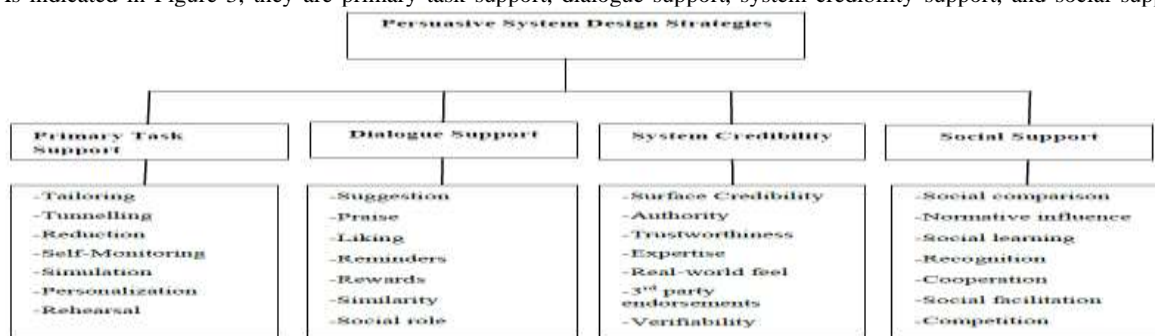 is indicated in Figure 3, they are primary task support, dialogue support, system credibility support, and social supp
Persuasive System Design Strategies
Primary Task
Support
Dialogue Support
System Credibility
Social Support
-Tailoring
-Tunnelling
-Reduction
-Self-Monitoring
-Simulation
-Personalization
-Rehearsal
-Suggestion
-Praise
-Liking
-Reminders
-Rewards
-Similarity
-Social role
-Surface Credibility
-Authority
-Trustworthiness
-Expertise
-Real-world feel
-3rd party
endorsements
-Verifiability
-Social comparison
-Normative influence
-Social learning
-Recognition
-Cooperation
-Social facilitation
-Competition